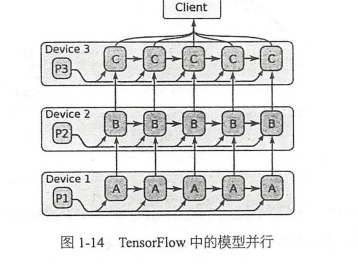 Client
Device 3
P3 C C C C C
Device 2
P2 B B B B B
Device 1
P1 A A A A A
图 1-14 TensorFlow 中的模型并行